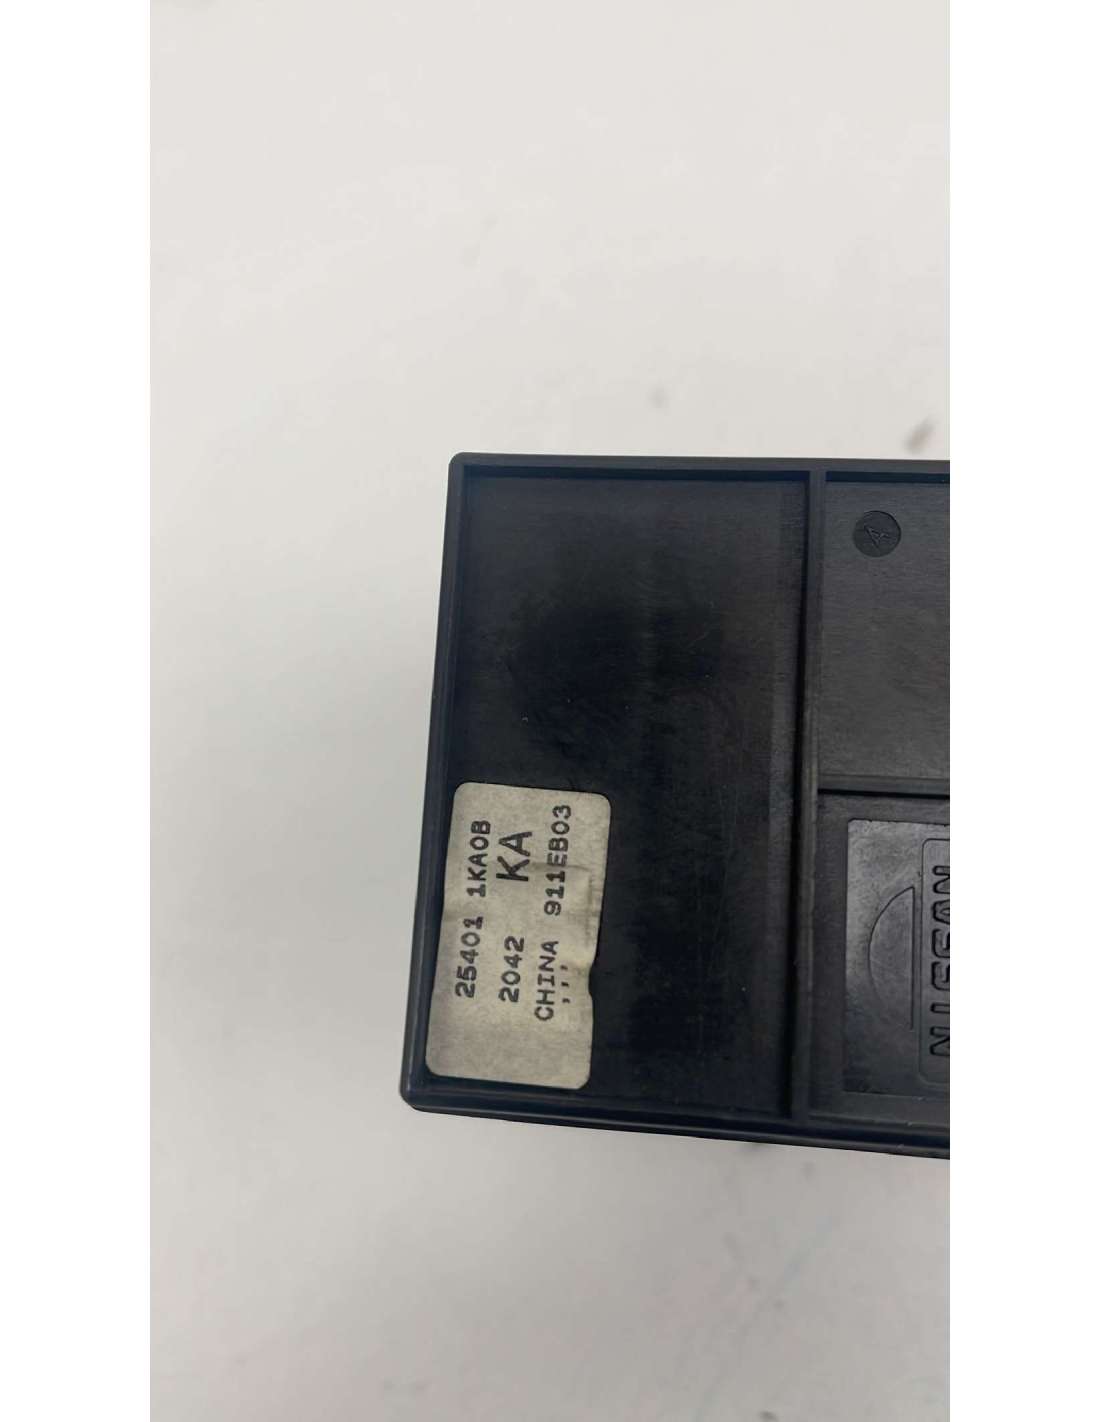 25401 1KA0B
2042 KA
CHINA 911EB03
;;;
A
NISSAN